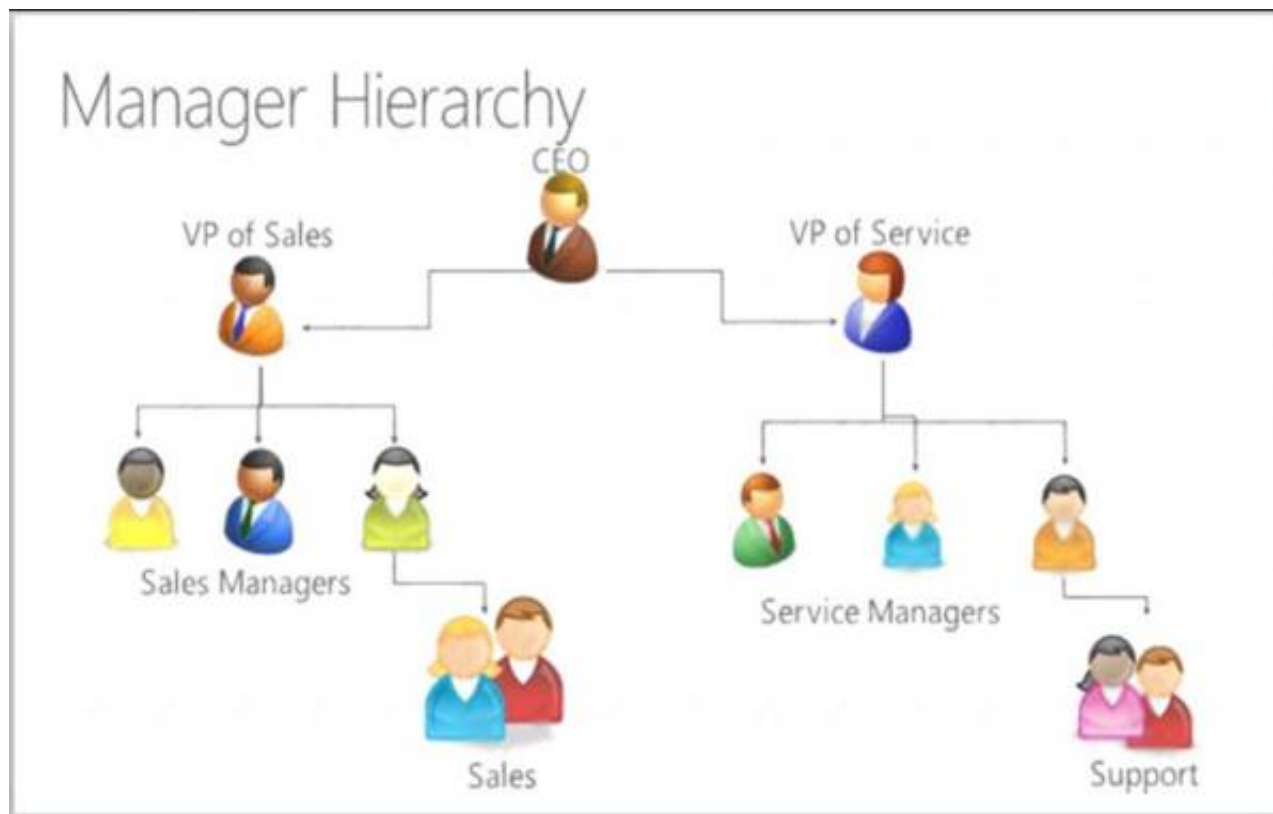 Manager Hierarchy
CEO
VP of Sales
VP of Service
Sales Managers
Service Managers
Sales
Support